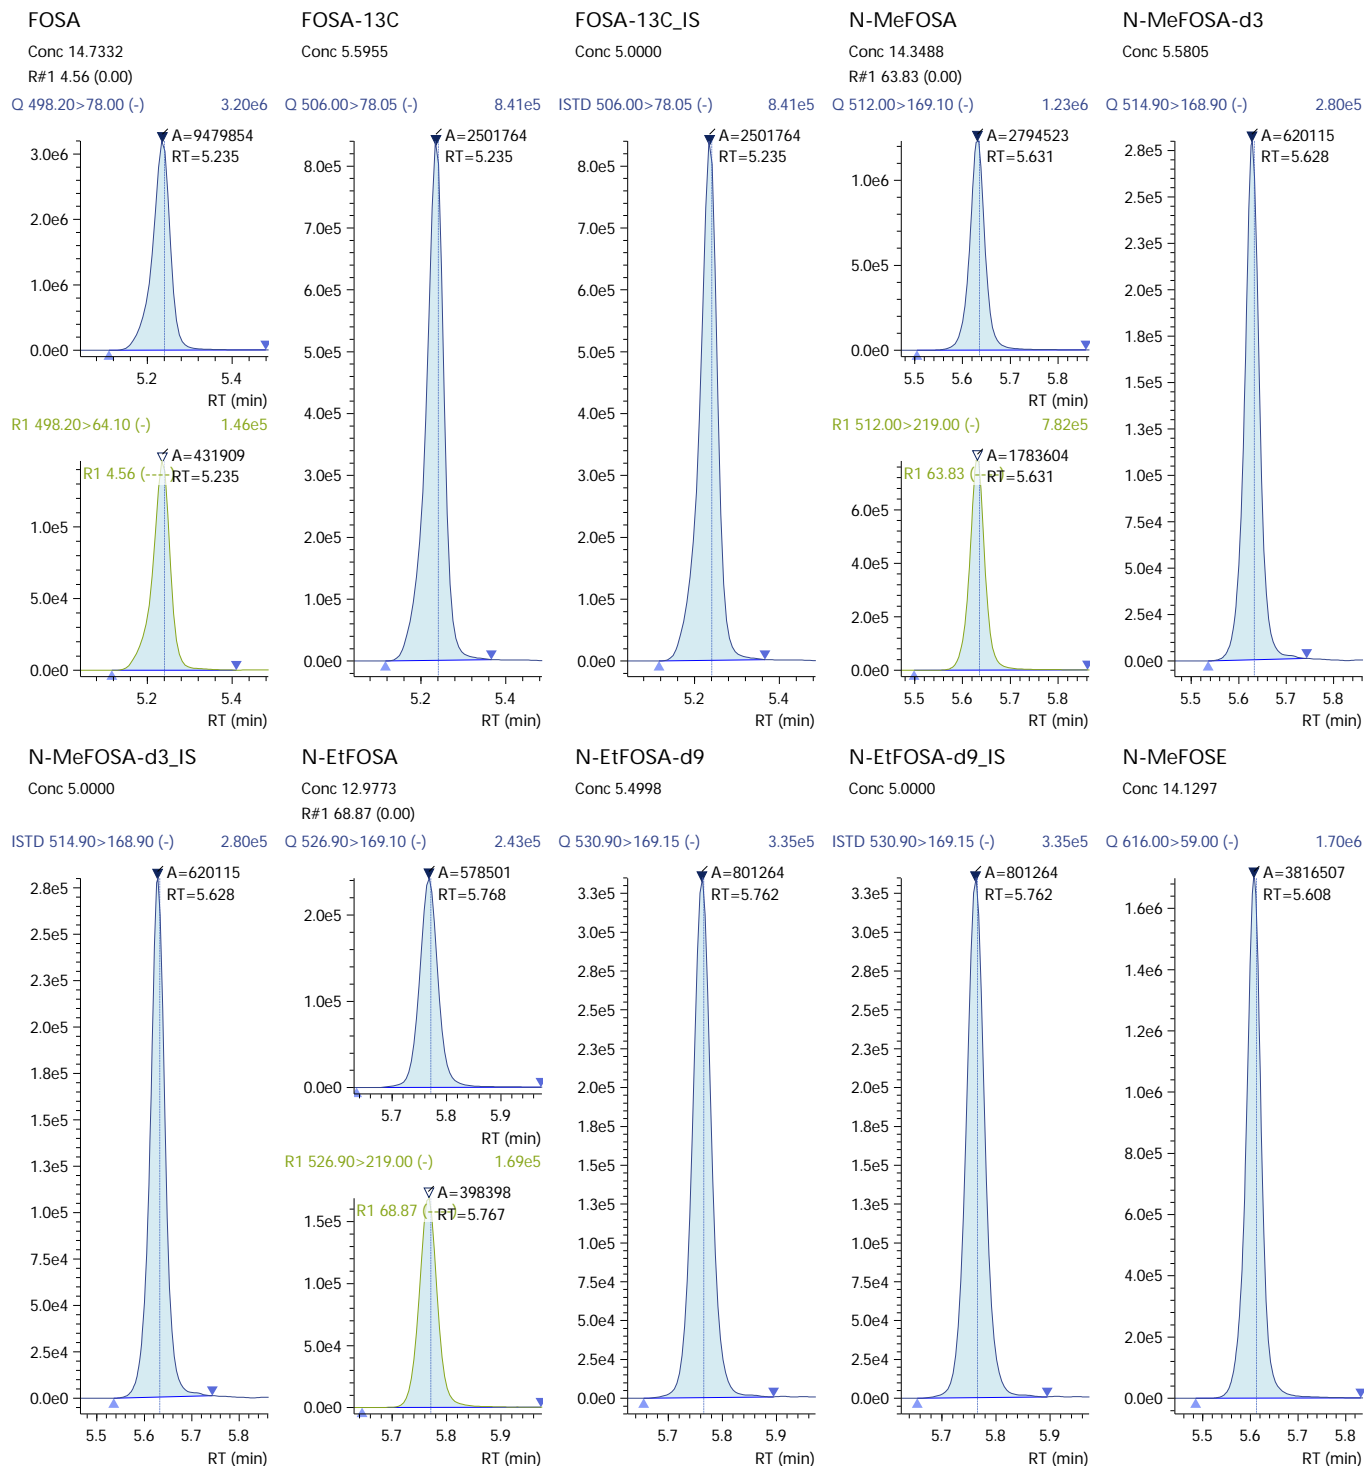 FOSA
Conc 14.7332
R#1 4.56 (0.00)
Q 498.20>78.00 (-) 3.20e6
A=9479854
RT=5.235
3.0e6
2.0e6
1.0e6
0.0e0
5.2 5.4
RT (min)
R1 498.20>64.10 (-) 1.46e5
A=431909
R1 4.56 (----)
RT=5.235
1.0e5
5.0e4
0.0e0
5.2 5.4
RT (min)
FOSA-13C
Conc 5.5955
Q 506.00>78.05 (-) 8.41e5
A=2501764
RT=5.235
8.0e5
7.0e5
6.0e5
5.0e5
4.0e5
3.0e5
2.0e5
1.0e5
0.0e0
5.2 5.4
RT (min)
FOSA-13C_IS
Conc 5.0000
ISTD 506.00>78.05 (-) 8.41e5
A=2501764
RT=5.235
8.0e5
7.0e5
6.0e5
5.0e5
4.0e5
3.0e5
2.0e5
1.0e5
0.0e0
5.2 5.4
RT (min)
N-MeFOSA
Conc 14.3488
R#1 63.83 (0.00)
Q 512.00>169.10 (-) 1.23e6
A=2794523
RT=5.631
1.0e6
5.0e5
0.0e0
5.5 5.6 5.7 5.8
RT (min)
R1 512.00>219.00 (-) 7.82e5
A=1783604
R1 63.83 (
RT=5.631
6.0e5
4.0e5
2.0e5
0.0e0
5.5 5.6 5.7 5.8
RT (min)
N-MeFOSA-d3
Conc 5.5805
Q 514.90>168.90 (-) 2.80e5
A=620115
RT=5.628
2.8e5
2.5e5
2.3e5
2.0e5
1.8e5
1.5e5
1.3e5
1.0e5
7.5e4
5.0e4
2.5e4
0.0e0
5.5 5.6 5.7 5.8
RT (min)
N-MeFOSA-d3_IS
Conc 5.0000
ISTD 514.90>168.90 (-) 2.80e5
A=620115
RT=5.628
2.8e5
2.5e5
2.3e5
2.0e5
1.8e5
1.5e5
1.3e5
1.0e5
7.5e4
5.0e4
2.5e4
0.0e0
5.5 5.6 5.7 5.8
RT (min)
N-EtFOSA
Conc 12.9773
R#1 68.87 (0.00)
Q 526.90>169.10 (-) 2.43e5
A=578501
RT=5.768
2.0e5
1.0e5
0.0e0
5.7 5.8 5.9
RT (min)
R1 526.90>219.00 (-) 1.69e5
A=398398
R1 68.87 (
RT=5.767
1.5e5
1.0e5
5.0e4
0.0e0
5.7 5.8 5.9
RT (min)
N-EtFOSA-d9
Conc 5.4998
Q 530.90>169.15 (-) 3.35e5
A=801264
RT=5.762
3.3e5
3.0e5
2.8e5
2.5e5
2.3e5
2.0e5
1.8e5
1.5e5
1.3e5
1.0e5
7.5e4
5.0e4
2.5e4
0.0e0
5.7 5.8 5.9
RT (min)
N-EtFOSA-d9_IS
Conc 5.0000
ISTD 530.90>169.15 (-) 3.35e5
A=801264
RT=5.762
3.3e5
3.0e5
2.8e5
2.5e5
2.3e5
2.0e5
1.8e5
1.5e5
1.3e5
1.0e5
7.5e4
5.0e4
2.5e4
0.0e0
5.7 5.8 5.9
RT (min)
N-MeFOSE
Conc 14.1297
Q 616.00>59.00 (-) 1.70e6
A=3816507
RT=5.608
1.6e6
1.4e6
1.2e6
1.0e6
8.0e5
6.0e5
4.0e5
2.0e5
0.0e0
5.5 5.6 5.7 5.8
RT (min)